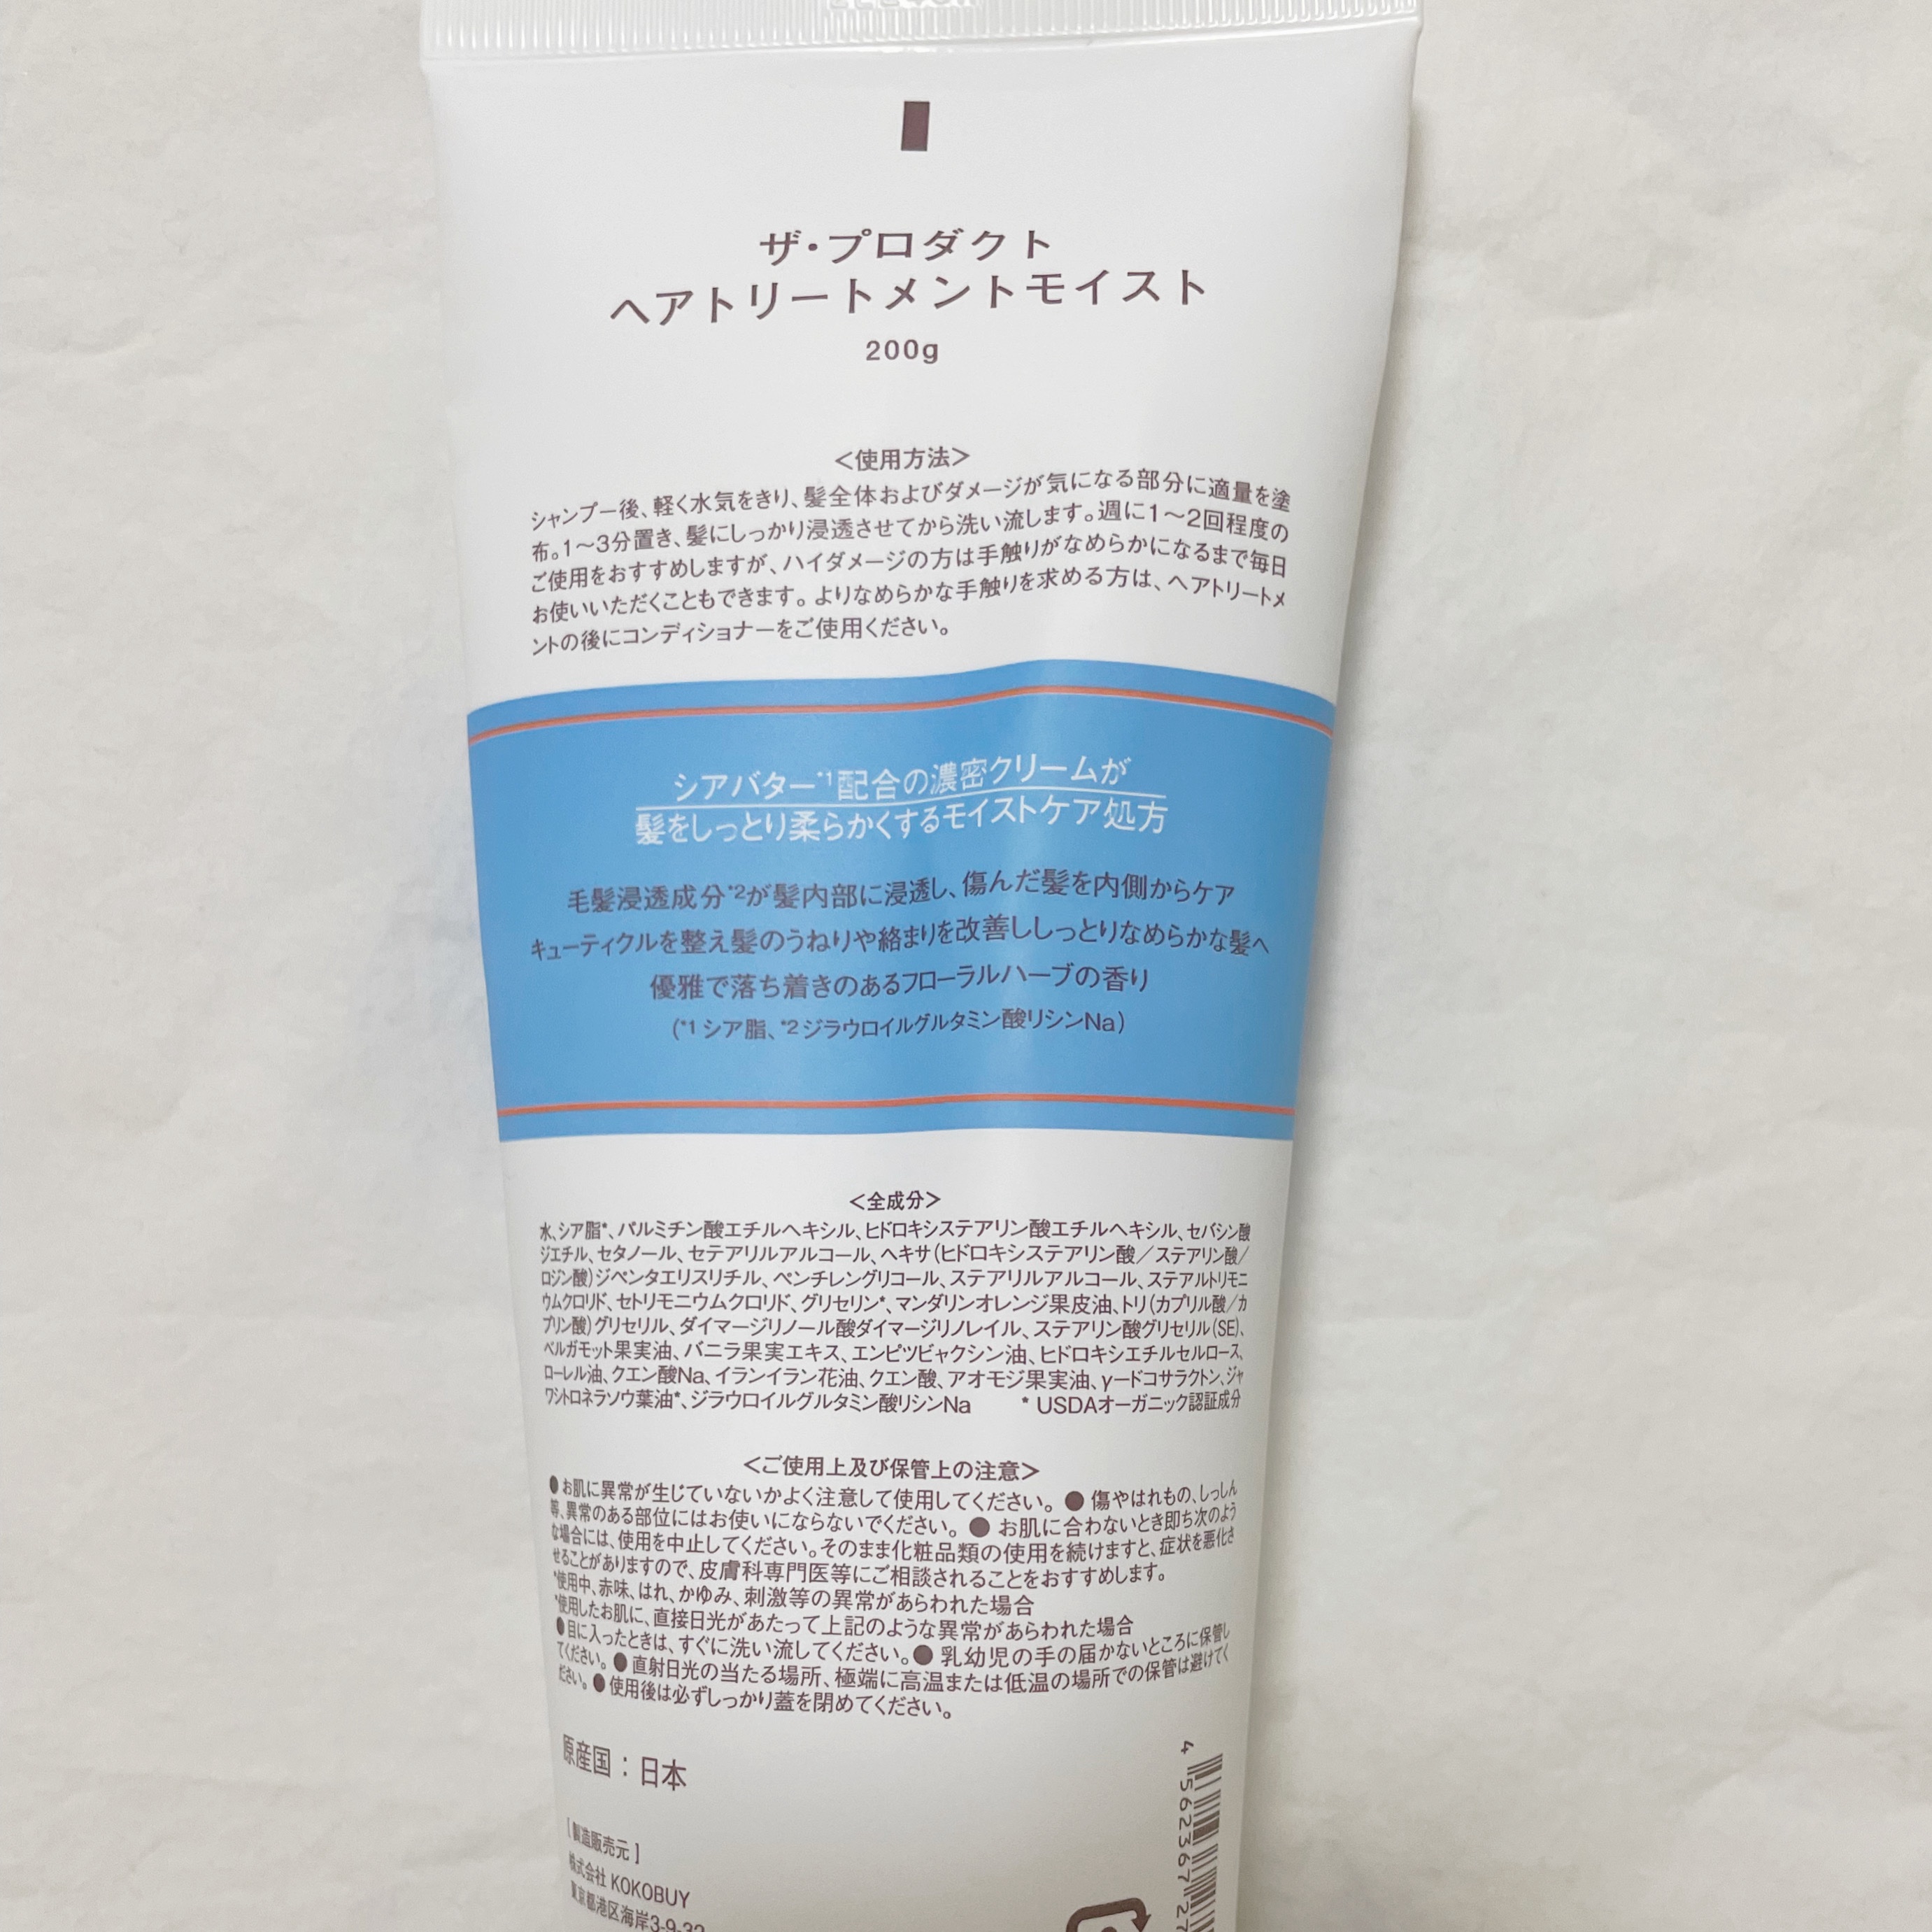 ザ・プロダクト
ヘアトリートメントモイスト
200g
＜使用方法＞
シャンプー後、軽く水気をきり、髪全体およびダメージが気になる部分に適量を塗
布。1～3分置き、髪にしっかり浸透させてから洗い流します。週に1～2回程度の
ご使用をおすすめしますが、ハイダメージの方は手触りがなめらかになるまで毎日
お使いいただくこともできます。よりなめらかな手触りを求める方は、ヘアトリートメ
ントの後にコンディショナーをご使用ください。
シアバター*1配合の濃密クリームが
髪をしっとり柔らかくするモイストケア処方
毛髪浸透成分*2が髪内部に浸透し、傷んだ髪を内側からケア
キューティクルを整え髪のうねりや絡まりを改善ししっとりなめらかな髪へ
優雅で落ち着きのあるフローラルハーブの香り
(*1 シア脂、*2 ジラウロイルグルタミン酸リシンNa)
＜全成分＞
水、シア脂*、パルミチン酸エチルヘキシル、ヒドロキシステアリン酸エチルヘキシル、セバシン酸
ジエチル、セタノール、セテアリルアルコール、ヘキサ（ヒドロキシステアリン酸／ステアリン酸／
ロジン酸）ジペンタエリスリチル、ペンチレングリコール、ステアリルアルコール、ステアルトリモニ
ウムクロリド、セトリモニウムクロリド、グリセリン*、マンダリンオレンジ果皮油、トリ（カプリル酸／カ
プリン酸）グリセリル、ダイマージリノール酸ダイマージリノレイル、ステアリン酸グリセリル（SE）、
ベルガモット果実油、バニラ果実エキス、エンピツビャクシン油、ヒドロキシエチルセルロース、
ローレル油、クエン酸Na、イランイラン花油、クエン酸、アオモジ果実油、γードコサラクトン、ジャ
ワシトロネラソウ葉油*、ジラウロイルグルタミン酸リシンNa　* USDAオーガニック認証成分
＜ご使用上及び保管上の注意＞
●お肌に異常が生じていないかよく注意して使用してください。● 傷やはれもの、しっしん
等、異常のある部位にはお使いにならないでください。● お肌に合わないとき即ち次のよう
な場合には、使用を中止してください。そのまま化粧品類の使用を続けますと、症状を悪化さ
せることがありますので、皮膚科専門医等にご相談されることをおすすめします。
*使用中、赤味、はれ、かゆみ、刺激等の異常があらわれた場合
*使用したお肌に、直接日光があたって上記のような異常があらわれた場合
●目に入ったときは、すぐに洗い流してください。● 乳幼児の手の届かないところに保管し
てください。●直射日光の当たる場所、極端に高温または低温の場所での保管は避けてく
ださい。●使用後は必ずしっかり蓋を閉めてください。
原産国：日本
[ 製造販売元 ]
株式会社 KOKOBUY
東京都港区海岸3-9-32
4 562367 27